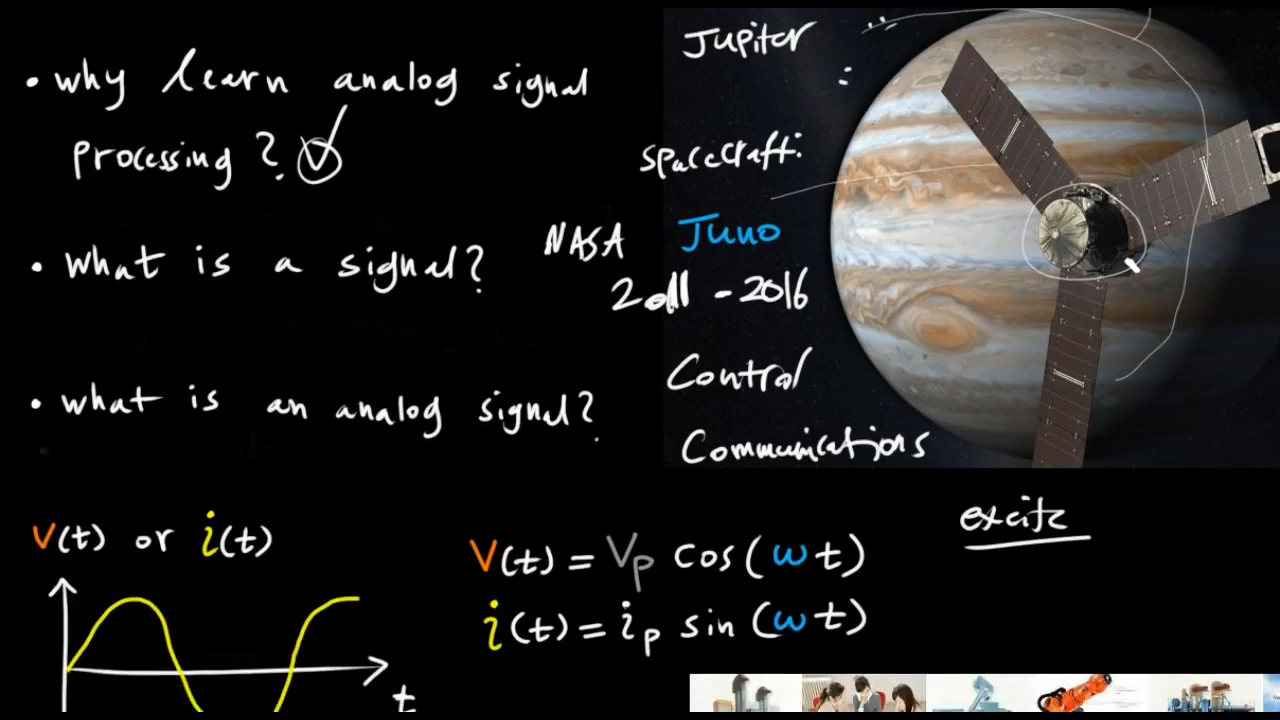 • why learn analog signal
processing?
• what is a signal?
• what is an analog signal?
Jupiter
:
spacecraft:
NASA Juno
2011 - 2016
Control
Communications
v(t) or i(t)
t
V(t) = Vp cos(ωt)
i(t) = ip sin(ωt)
excite